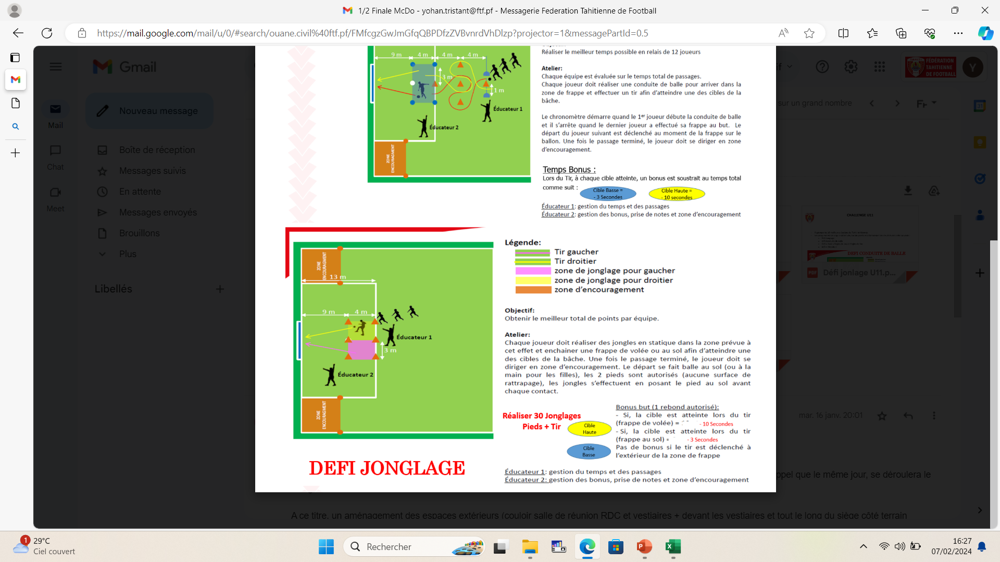 1/2 Finale McDo - yohan.tristant@ftf.pf - Messagerie Federation Tahitienne de Football
https://mail.google.com/mail/u/0/#search/ouane.civil%40ftf.pf/FMfcgzGwJmGfqQBPDfzZVBvnrdVhDlzp?projector=1&messagePartId=0.5
Gmail
Nouveau message
Mail
Chat
Meet
Boîte de réception
Messages suivis
En attente
Messages envoyés
Brouillons
Plus
Libellés
FÉDÉRATION
TAHITIENNE
DE FOOTBALL
Y
sur un grand nombre
Fr
31
9 m
4 m
4 m
4 m
3 m
1 m
Éducateur 1
Éducateur 2
ZONE
ENCOURAGMENT
Réaliser le meilleur temps possible en relais de 12 joueurs
Atelier:
Chaque équipe est évaluée sur le temps total de passages.
Chaque joueur doit réaliser une conduite de balle pour arriver dans la
zone de frappe et effectuer un tir afin d'atteindre une des cibles de la
bâche.
Le chronomètre démarre quand le 1er joueur débute la conduite de balle
et il s'arrête quand le dernier joueur a effectué sa frappe au but. Le
départ du joueur suivant est déclenché au moment de la frappe sur le
ballon. Une fois le passage terminé, le joueur doit se diriger en zone
d'encouragement.
Temps Bonus :
Lors du Tir, à chaque cible atteinte, un bonus est soustrait au temps total
comme suit :
Cible Basse =
- 3 Secondes
Cible Haute =
- 10 secondes
Éducateur 1: gestion du temps et des passages
Éducateur 2: gestion des bonus, prise de notes et zone d'encouragement
CHALLENGE U11
DEFI CONDUITE DE BALLE
PDF
Défi jonlage U11.p...
ZONE
ENCOURAGMENT
13 m
9 m
4 m
3 m
Éducateur 1
Éducateur 2
ZONE
ENCOURAGMENT
DEFI JONGLAGE
Légende:
Tir gaucher
Tir droitier
zone de jonglage pour gaucher
zone de jonglage pour droitier
zone d'encouragement
Objectif:
Obtenir le meilleur total de points par équipe.
Atelier:
Chaque joueur doit réaliser des jongles en statique dans la zone prévue à
cet effet et enchainer une frappe de volée ou au sol afin d'atteindre une
des cibles de la bâche. Une fois le passage terminé, le joueur doit se
diriger en zone d'encouragement. Le départ se fait balle au sol (ou à la
main pour les filles), les 2 pieds sont autorisés (aucune surface de
rattrapage), les jongles s'effectuent en posant le pied au sol avant
chaque contact.
Réaliser 30 Jonglages
Pieds + Tir
Cible
Haute
Cible
Basse
Bonus but (1 rebond autorisé):
- Si, la cible est atteinte lors du tir
(frappe de volée) = - 10 Secondes
- Si, la cible est atteinte lors du tir
(frappe au sol) = - 3 Secondes
Pas de bonus si le tir est déclenché à
l'extérieur de la zone de frappe
Éducateur 1: gestion du temps et des passages
Éducateur 2: gestion des bonus, prise de notes et zone d'encouragement
mar. 16 janv. 20:01
ppel que le même jour, se déroulera le
A ce titre, un aménagement des espaces extérieurs (couloir salle de réunion RDC et vestiaires + devant les vestiaires et tout le long du siège côté terrain
1
29°C
Ciel couvert
Rechercher
16:27
07/02/2024